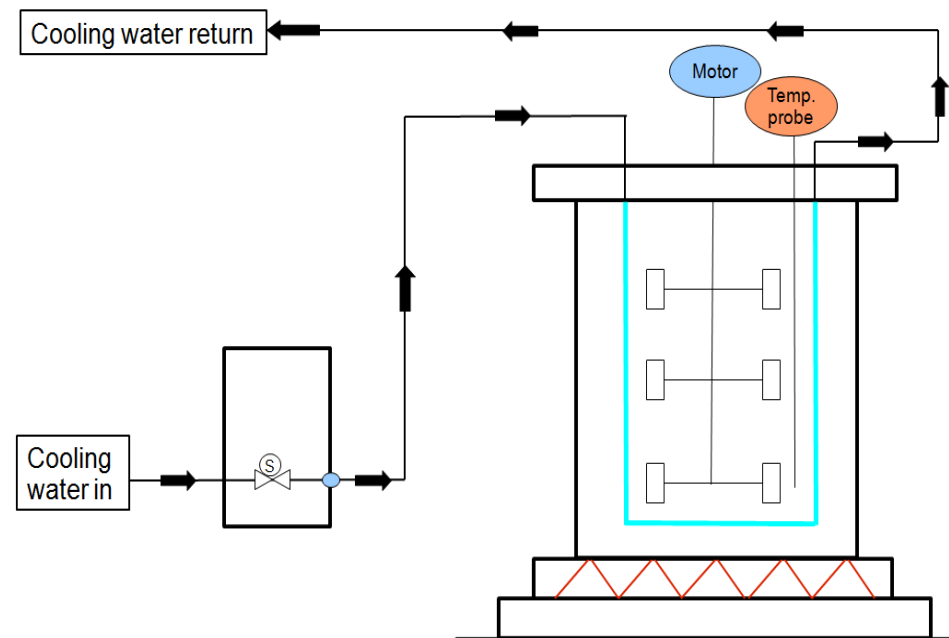 Cooling water return
Motor
Temp.
probe
Cooling
water in
S